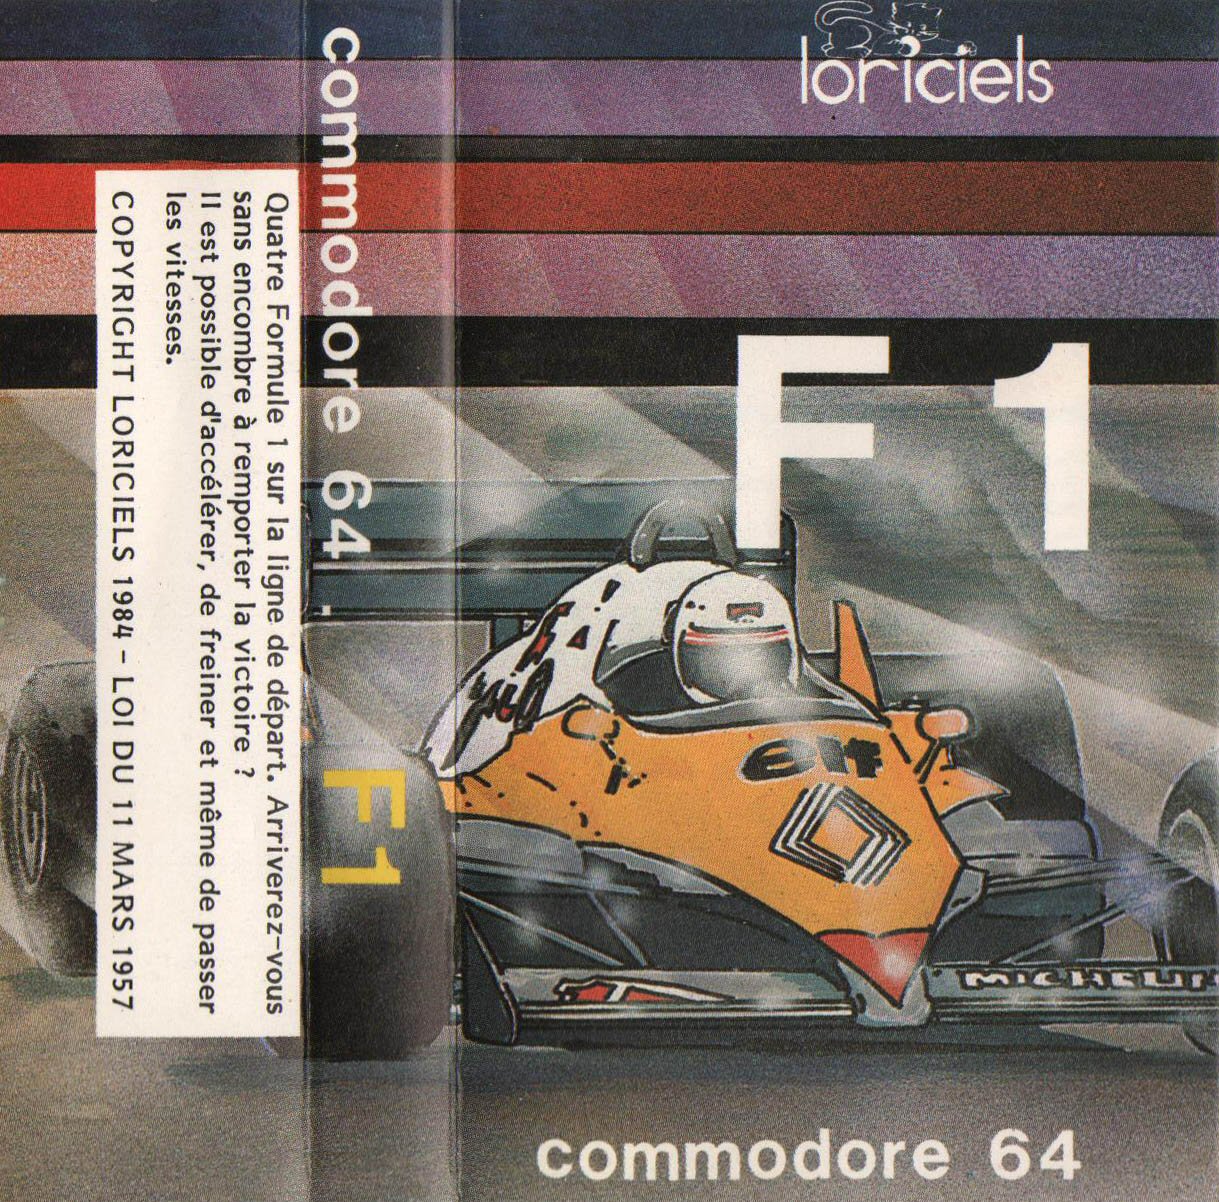 loriciels
F1
elf
MICHELIN
commodore 64
commodore 64 .
F1
Quatre Formule 1 sur la ligne de départ. Arriverez-vous
sans encombre à remporter la victoire ?
Il est possible d'accélérer, de freiner et même de passer
les vitesses.
COPYRIGHT LORICIELS 1984 - LOI DU 11 MARS 1957